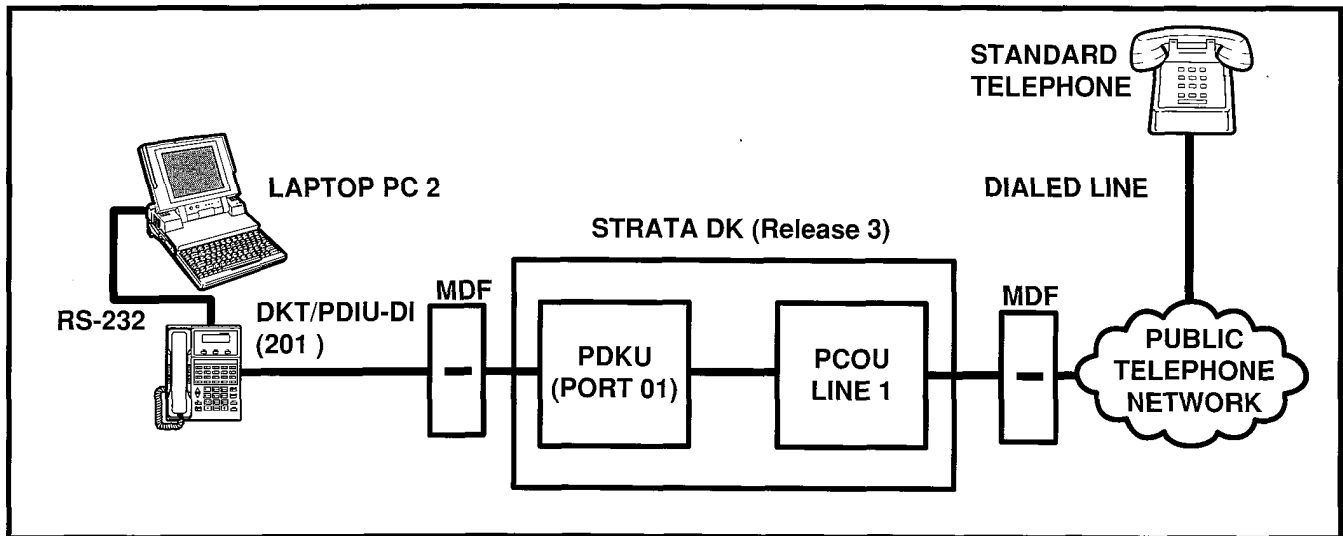 STANDARD
TELEPHONE
LAPTOP PC 2
DIALED LINE
STRATA DK (Release 3)
RS-232
DKT/PDIU-DI
(201 )
MDF
PDKU
(PORT 01)
PCOU
LINE 1
MDF
PUBLIC
TELEPHONE
NETWORK